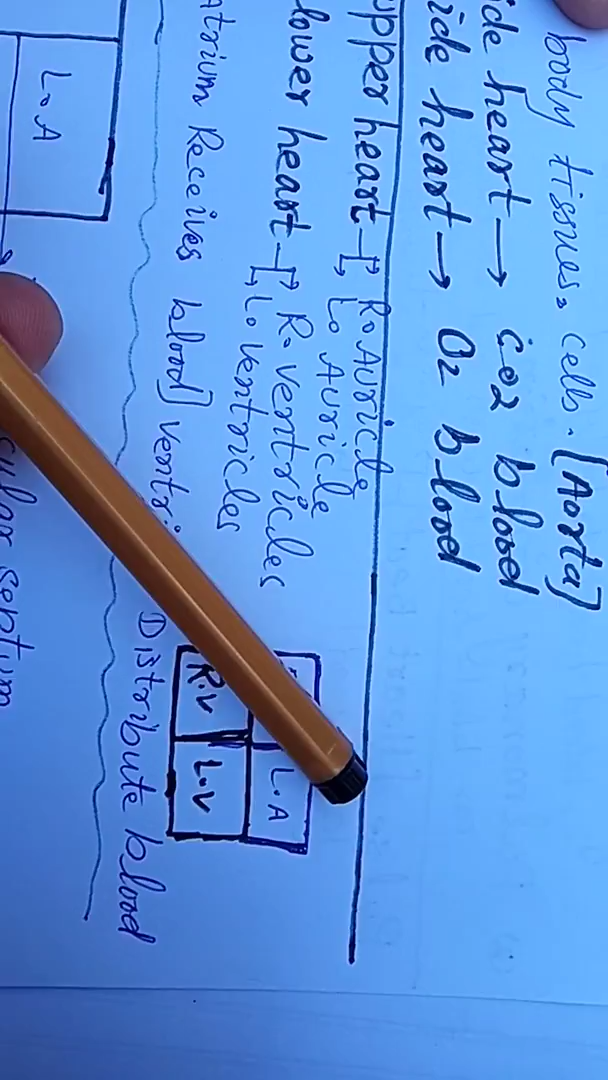 body tissues, cells. [Aorta]
ide heart → CO2 blood
ide heart → O2 blood
upper heart - R. Auricle
L. Auricle
lower heart - R. ventricles
L. ventricles
atrium Receives blood] ventri
Distribute blood
L.A
R.V L.V
L.A
septum